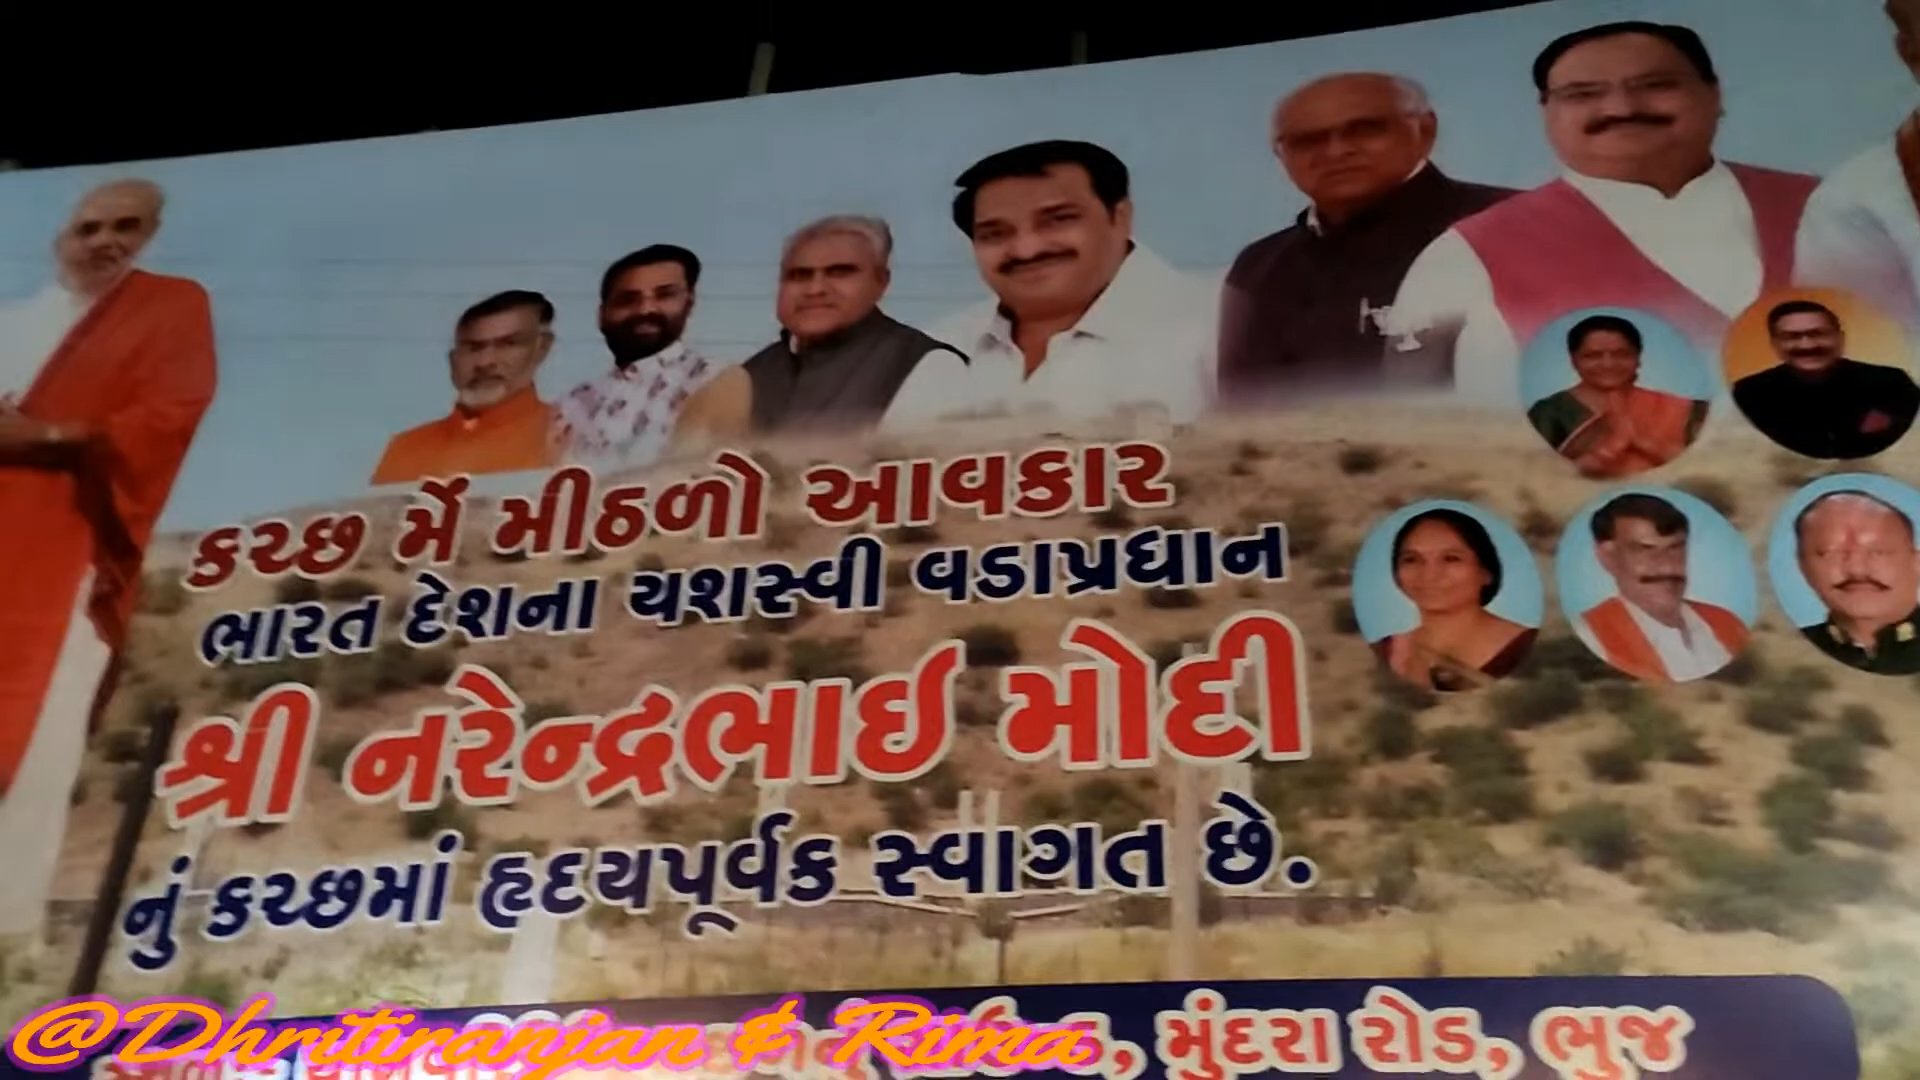 કચ્છ મેં મીઠળો આવકાર
ભારત દેશના યશસ્વી વડાપ્રધાન
શ્રી નરેન્દ્રભાઇ મોદી
નું કચ્છમાં હૃદયપૂર્વક સ્વાગત છે.
મુંદરા રોડ, ભુજ
@Dhritiranjan & Rima